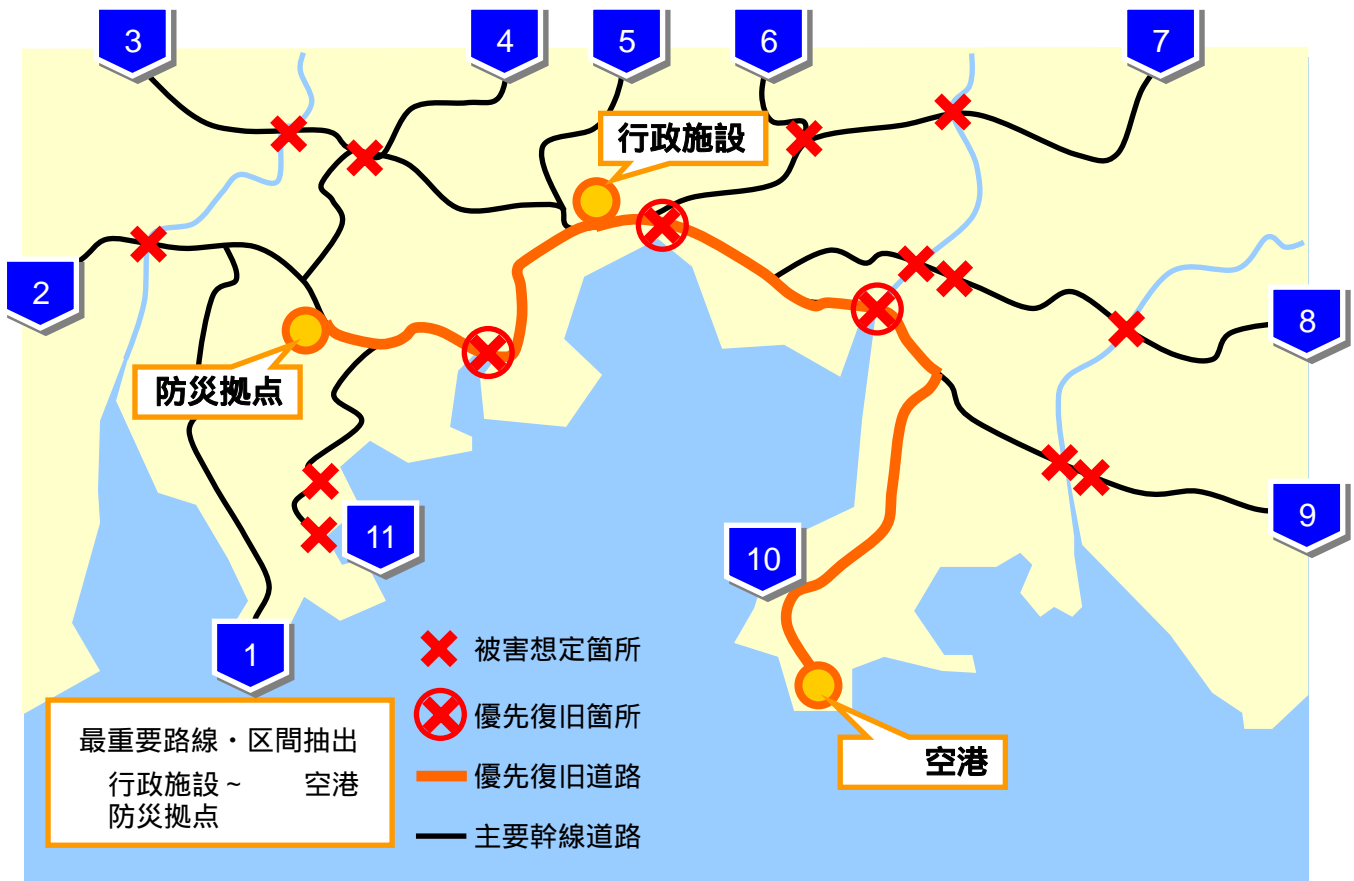 3
4
5
6
7
行政施設
2
8
防災拠点
11
9
10
1
被害想定箇所
優先復旧箇所
優先復旧道路
主要幹線道路
空港
最重要路線・区間抽出
行政施設~ 空港
防災拠点